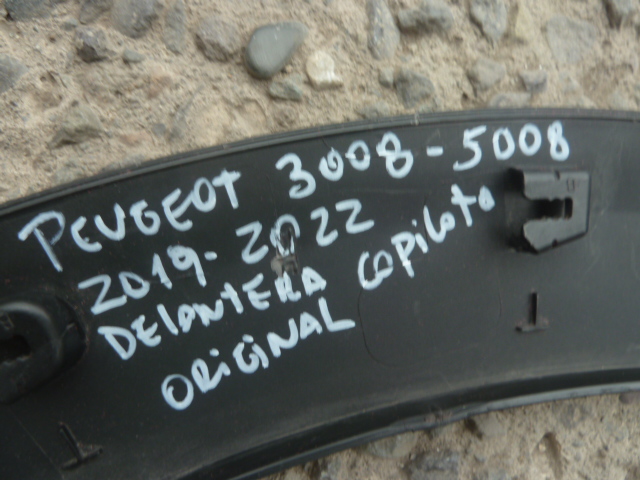 PEUGEOT 3008-5008
2019-2022
DELANTERA COPILOTO
ORIGINAL